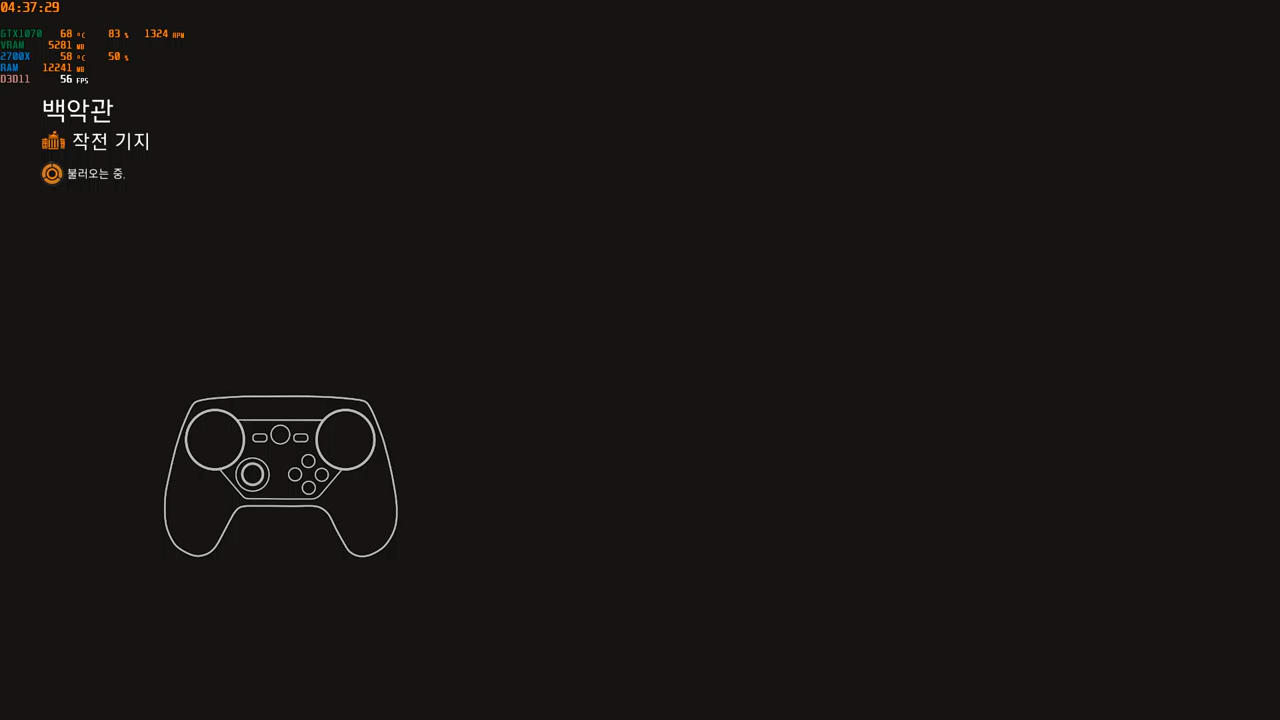 04:37:29
GTX1070 68 °C 83 % 1324 RPM
VRAM 5281 MB
2700X 58 °C 50 %
RAM 12241 MB
D3D11 56 FPS
백악관
작전 기지
불러오는 중.